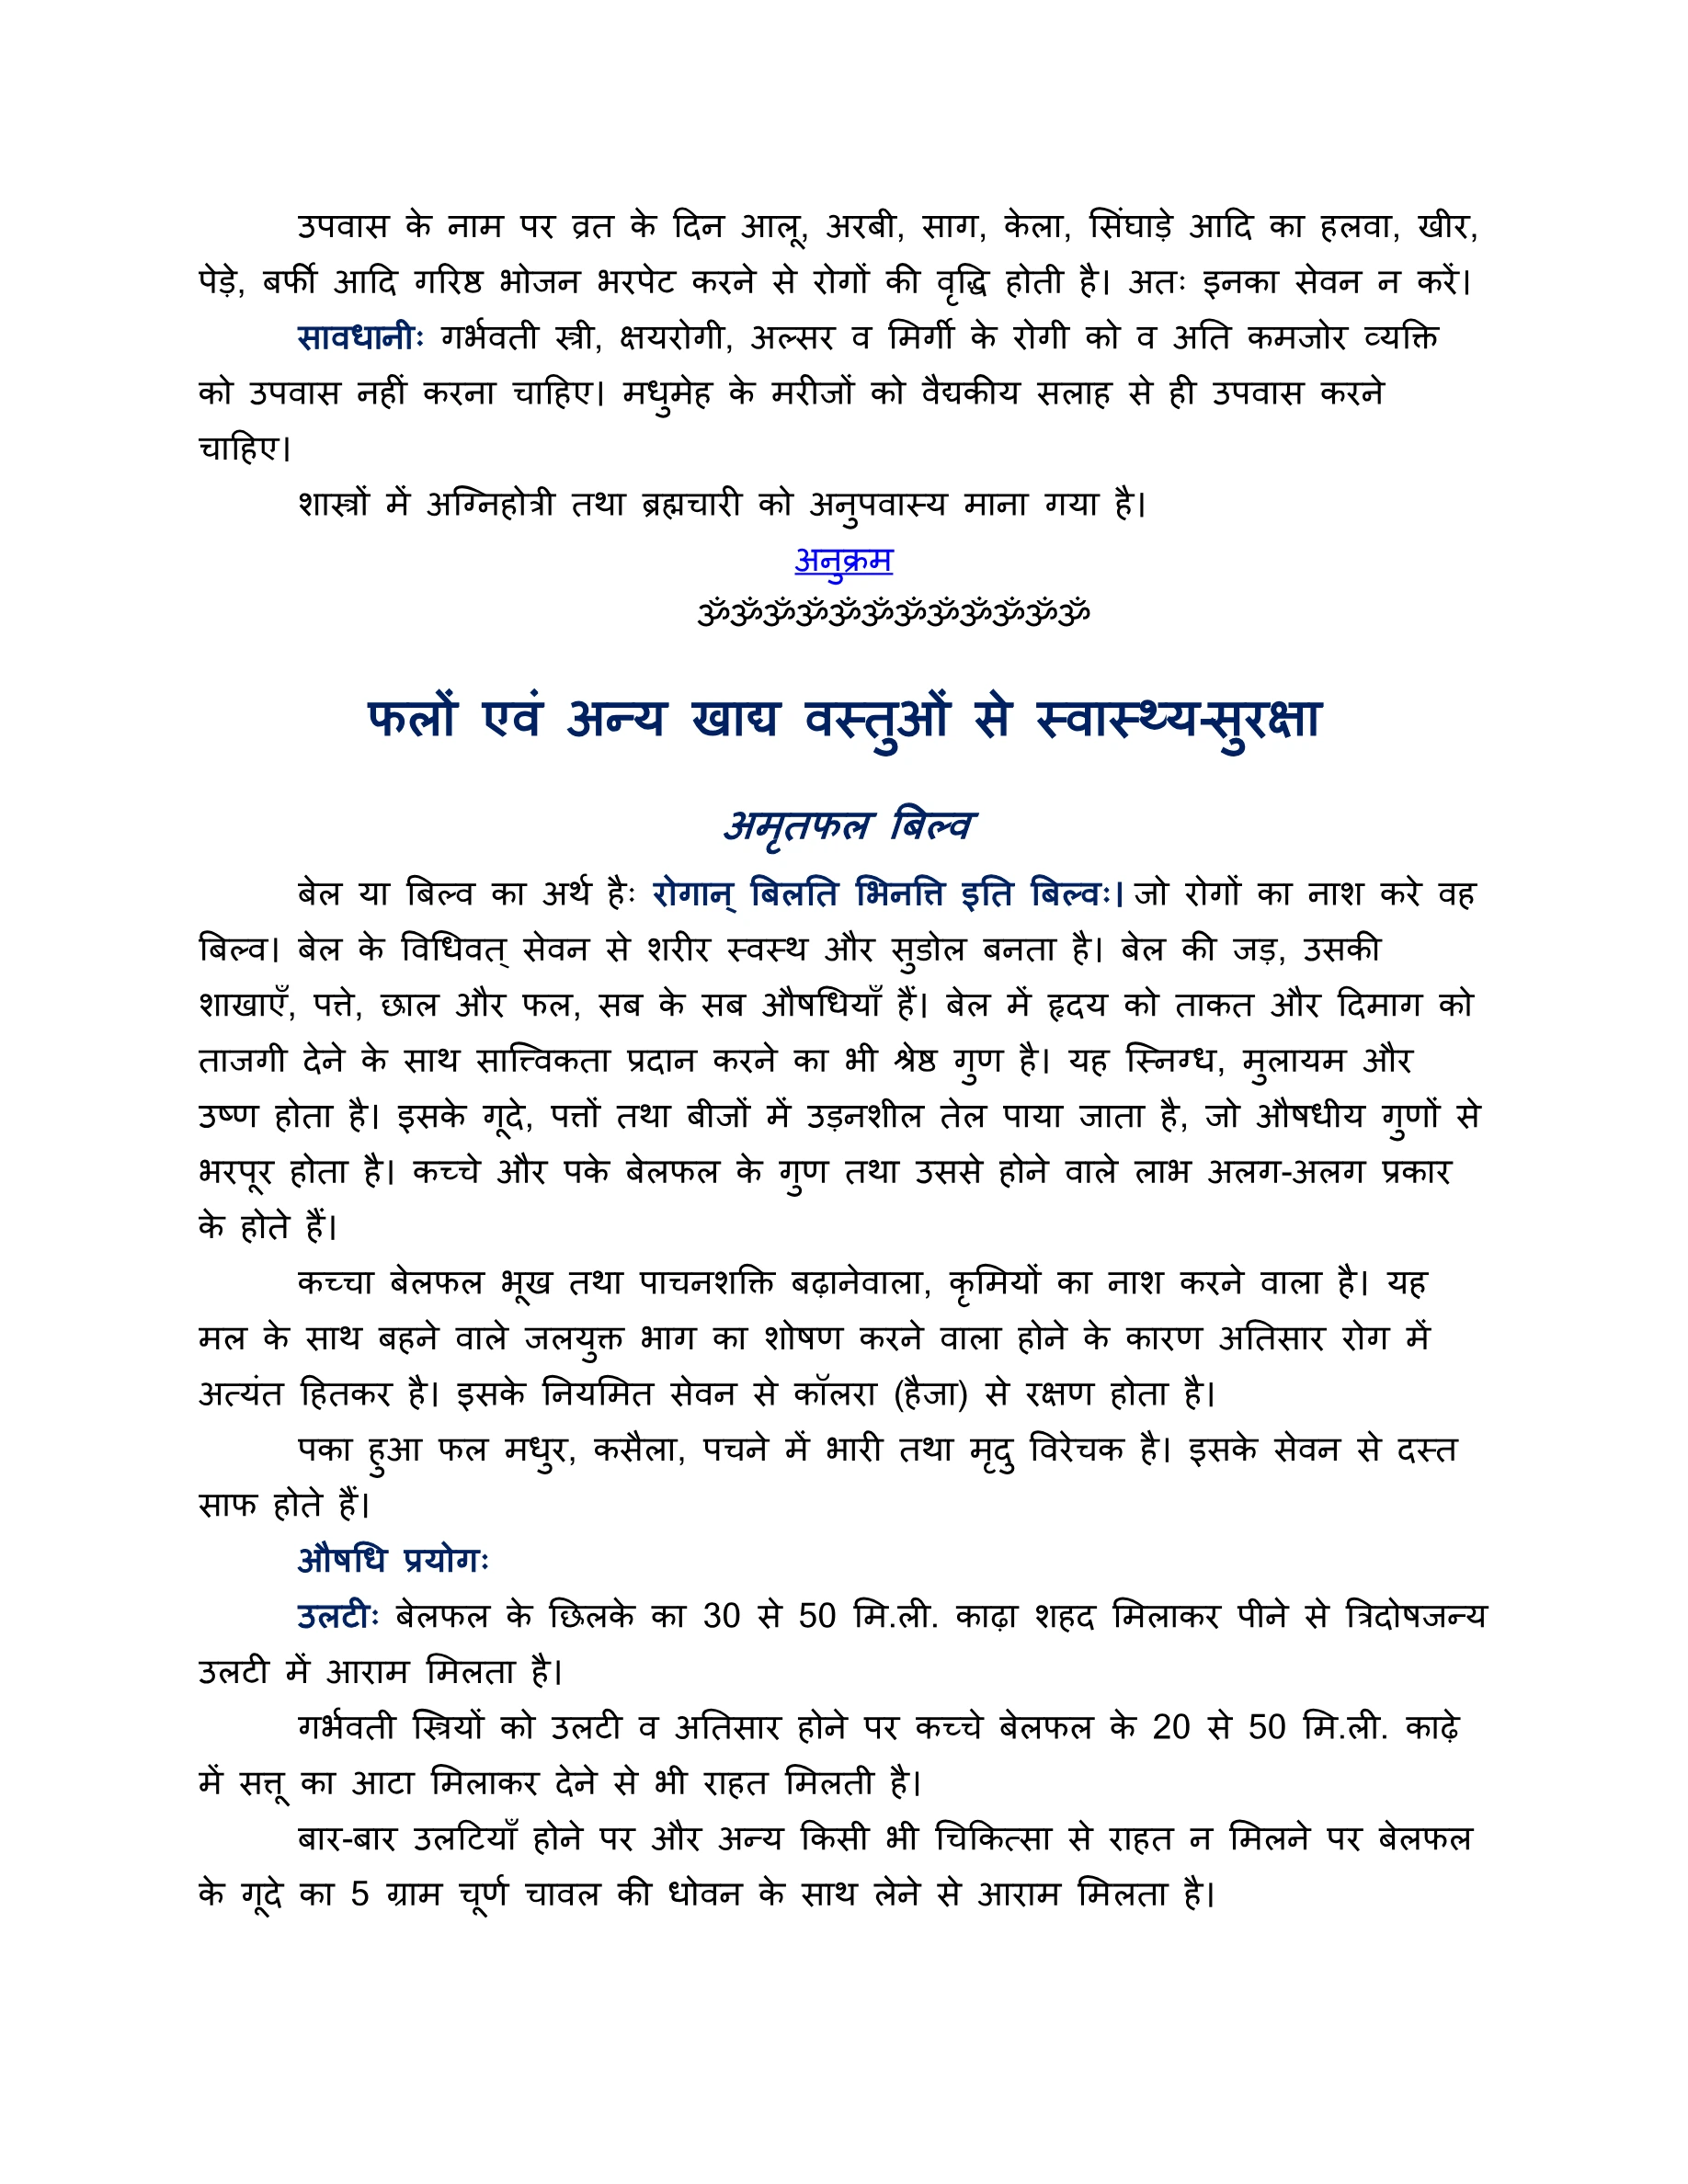 उपवास के नाम पर व्रत के दिन आलू, अरबी, साग, केला, सिंघाड़े आदि का हलवा, खीर,
पेड़े, बर्फी आदि गरिष्ठ भोजन भरपेट करने से रोगों की वृद्धि होती है। अतः इनका सेवन न करें।
सावधानीः गर्भवती स्त्री, क्षयरोगी, अल्सर व मिर्गी के रोगी को व अति कमजोर व्यक्ति
को उपवास नहीं करना चाहिए। मधुमेह के मरीजों को वैद्यकीय सलाह से ही उपवास करने
चाहिए।
शास्त्रों में अग्निहोत्री तथा ब्रह्मचारी को अनुपवास्य माना गया है।
अनुक्रम
ॐॐॐॐॐॐॐॐॐॐॐॐ
फलों एवं अन्य खाद्य वस्तुओं से स्वास्थ्य-सुरक्षा
अमृतफल बिल्व
बेल या बिल्व का अर्थ हैः रोगान् बिलति भिनत्ति इति बिल्वः। जो रोगों का नाश करे वह
बिल्व। बेल के विधिवत् सेवन से शरीर स्वस्थ और सुडोल बनता है। बेल की जड़, उसकी
शाखाएँ, पत्ते, छाल और फल, सब के सब औषधियाँ हैं। बेल में हृदय को ताकत और दिमाग को
ताजगी देने के साथ सात्त्विकता प्रदान करने का भी श्रेष्ठ गुण है। यह स्निग्ध, मुलायम और
उष्ण होता है। इसके गूदे, पत्तों तथा बीजों में उड़नशील तेल पाया जाता है, जो औषधीय गुणों से
भरपूर होता है। कच्चे और पके बेलफल के गुण तथा उससे होने वाले लाभ अलग-अलग प्रकार
के होते हैं।
कच्चा बेलफल भूख तथा पाचनशक्ति बढ़ानेवाला, कृमियों का नाश करने वाला है। यह
मल के साथ बहने वाले जलयुक्त भाग का शोषण करने वाला होने के कारण अतिसार रोग में
अत्यंत हितकर है। इसके नियमित सेवन से कॉलरा (हैजा) से रक्षण होता है।
पका हुआ फल मधुर, कसैला, पचने में भारी तथा मृदु विरेचक है। इसके सेवन से दस्त
साफ होते हैं।
औषधि प्रयोगः
उलटीः बेलफल के छिलके का 30 से 50 मि.ली. काढ़ा शहद मिलाकर पीने से त्रिदोषजन्य
उलटी में आराम मिलता है।
गर्भवती स्त्रियों को उलटी व अतिसार होने पर कच्चे बेलफल के 20 से 50 मि.ली. काढ़े
में सत्तू का आटा मिलाकर देने से भी राहत मिलती है।
बार-बार उलटियाँ होने पर और अन्य किसी भी चिकित्सा से राहत न मिलने पर बेलफल
के गूदे का 5 ग्राम चूर्ण चावल की धोवन के साथ लेने से आराम मिलता है।